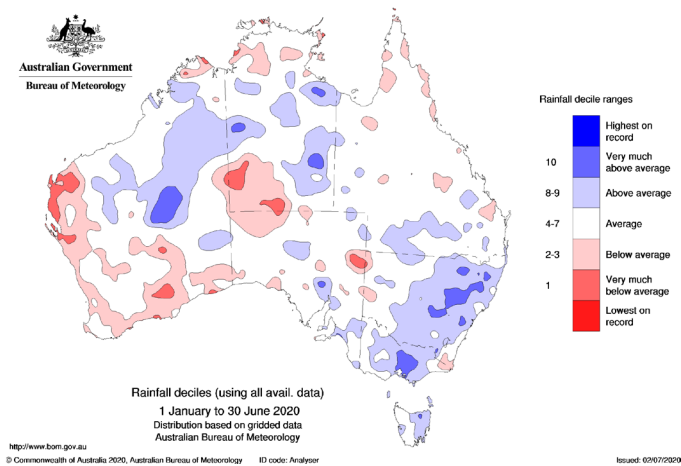 Australian Government
Bureau of Meteorology
Rainfall decile ranges
Highest on
record
10
Very much
above average
8-9
Above average
4-7
Average
2-3
Below average
1
Very much
below average
Lowest on
record
Rainfall deciles (using all avail. data)
1 January to 30 June 2020
Distribution based on gridded data
Australian Bureau of Meteorology
http://www.bom.gov.au
© Commonwealth of Australia 2020, Australian Bureau of Meteorology
ID code: Analyser
Issued: 02/07/2020